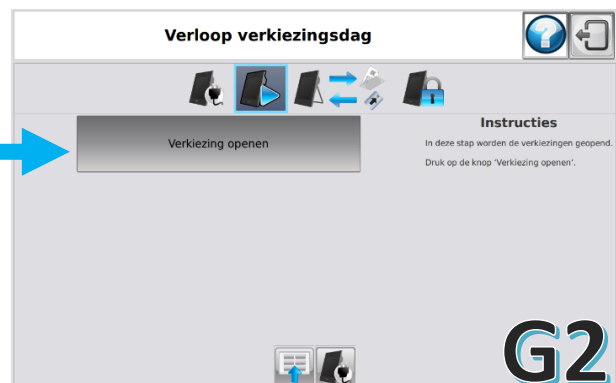 Verloop verkiezingsdag
Verkiezing openen
Instructies
In deze stap worden de verkiezingen geopend.
Druk op de knop 'Verkiezing openen'.
G2